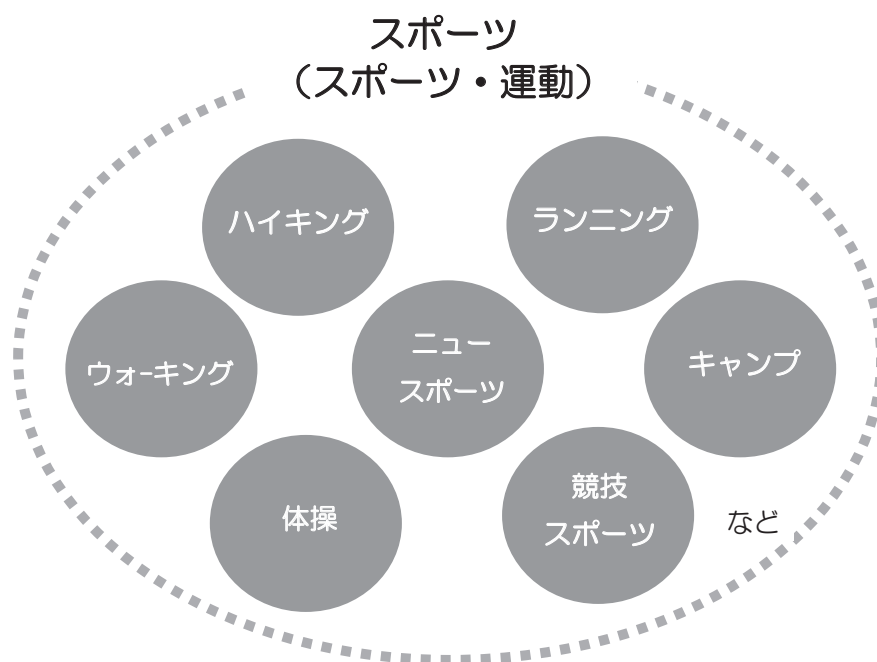 スポーツ
（スポーツ・運動）
ハイキング
ランニング
ウォーキング
ニュー
スポーツ
キャンプ
体操
競技
スポーツ
など